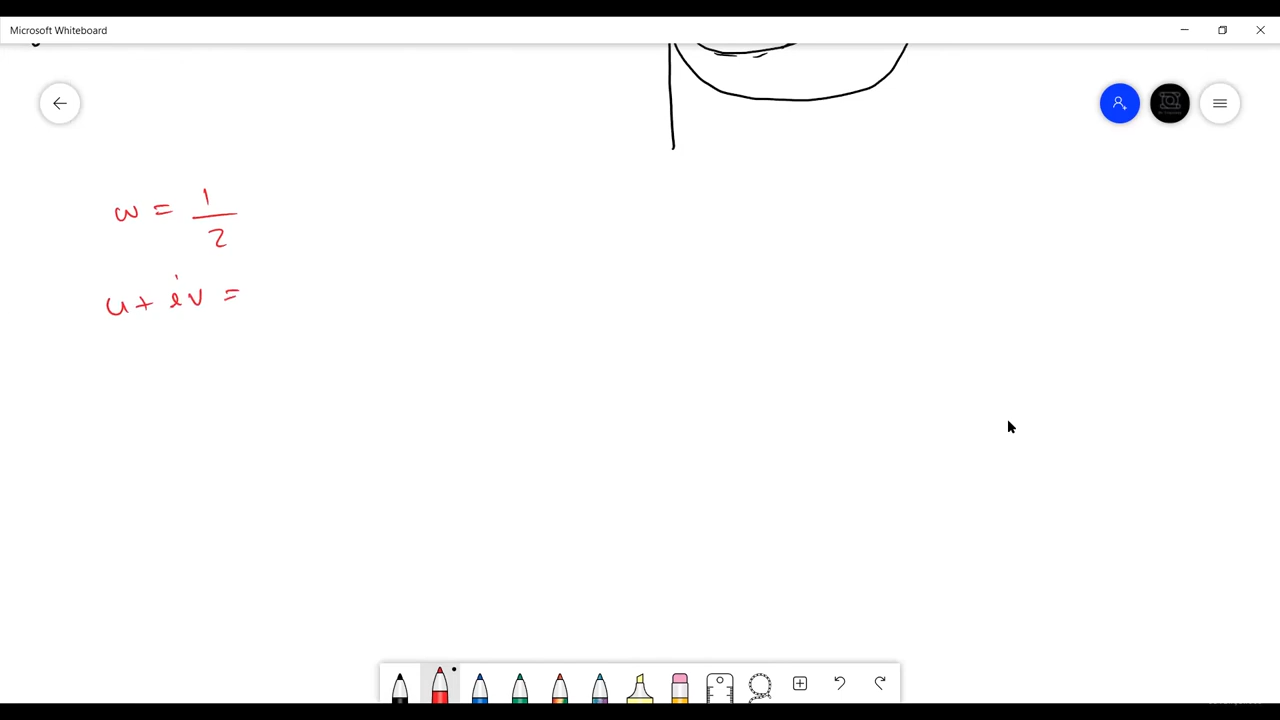 Microsoft Whiteboard
w = 1/2
u + iv =